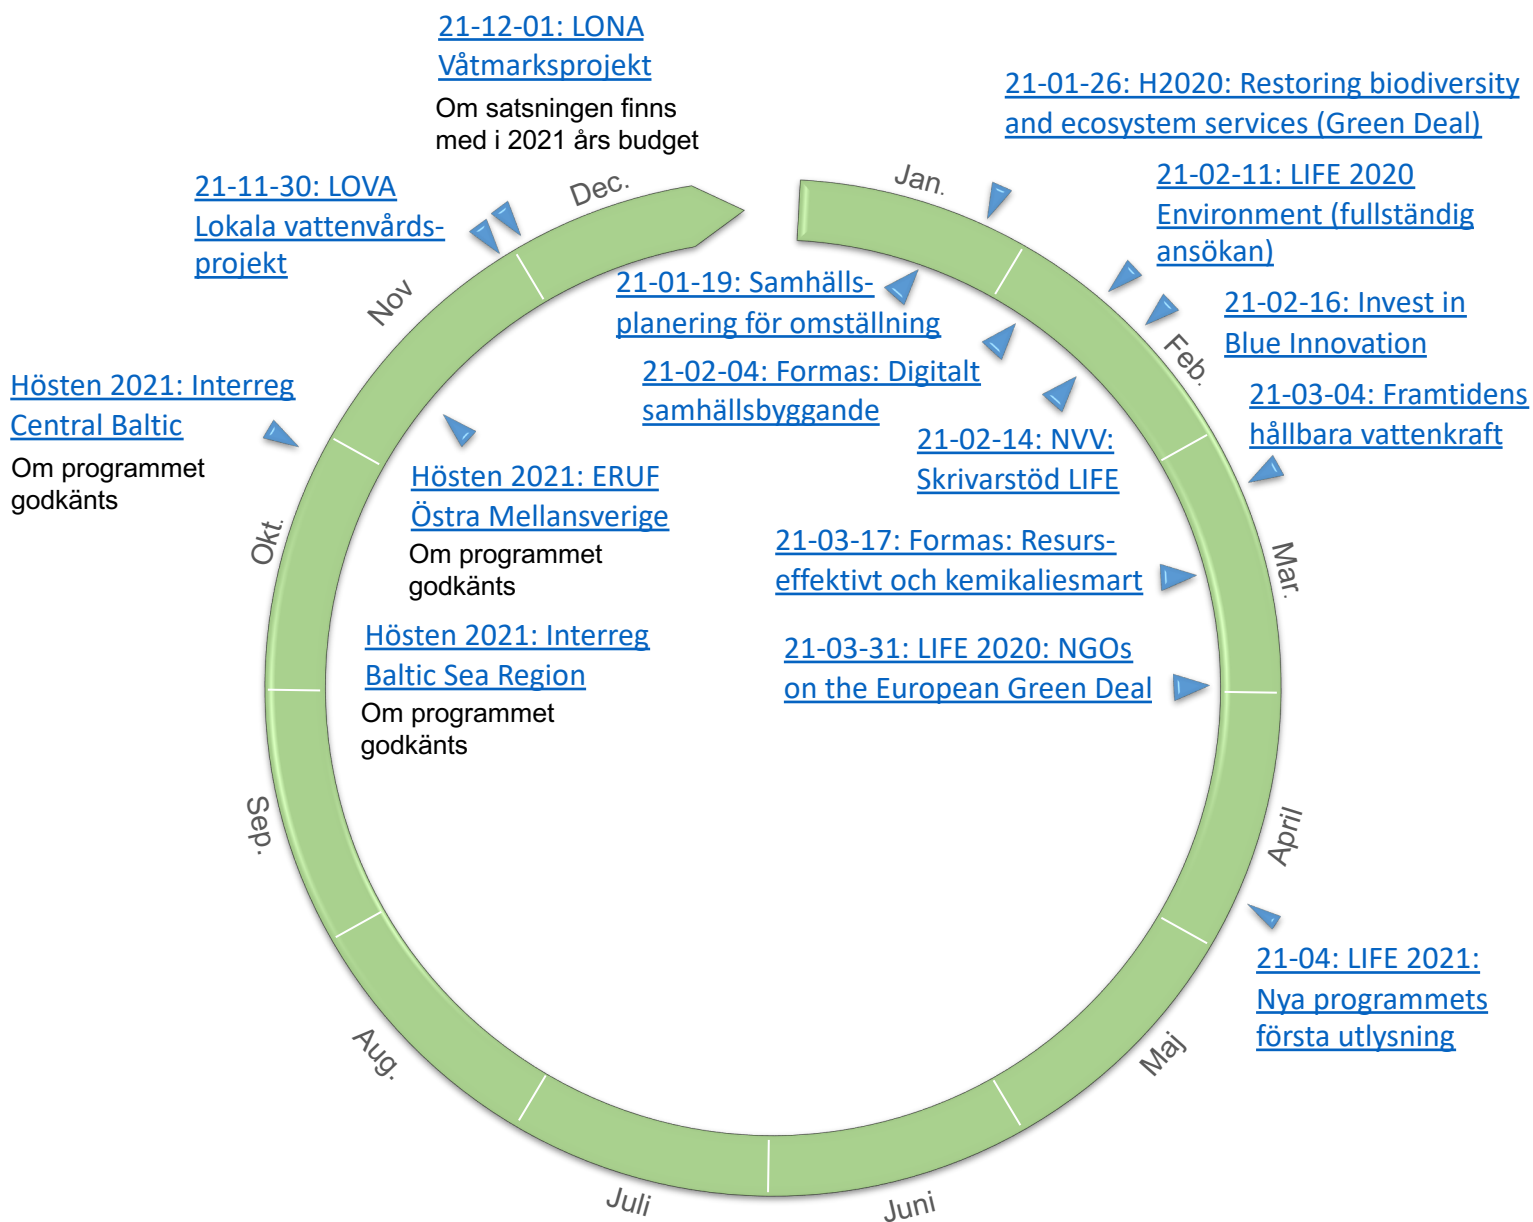 21-12-01: LONA
Våtmarksprojekt
Om satsningen finns
med i 2021 års budget
21-01-26: H2020: Restoring biodiversity
and ecosystem services (Green Deal)
21-11-30: LOVA
Lokala vattenvårds-
projekt
Dec.
Jan.
21-02-11: LIFE 2020
Environment (fullständig
ansökan)
21-01-19: Samhälls-
planering för omställning
Nov
21-02-16: Invest in
Blue Innovation
Feb.
21-02-04: Formas: Digitalt
samhällsbyggande
Hösten 2021: Interreg
Central Baltic
Om programmet
godkänts
21-03-04: Framtidens
hållbara vattenkraft
21-02-14: NVV:
Skrivarstöd LIFE
Hösten 2021: ERUF
Östra Mellansverige
Om programmet
godkänts
Okt.
21-03-17: Formas: Resurs-
effektivt och kemikaliesmart
Mar.
Hösten 2021: Interreg
Baltic Sea Region
Om programmet
godkänts
21-03-31: LIFE 2020: NGOs
on the European Green Deal
Sep.
April
21-04: LIFE 2021:
Nya programmets
första utlysning
Aug.
Maj
Juli
Juni